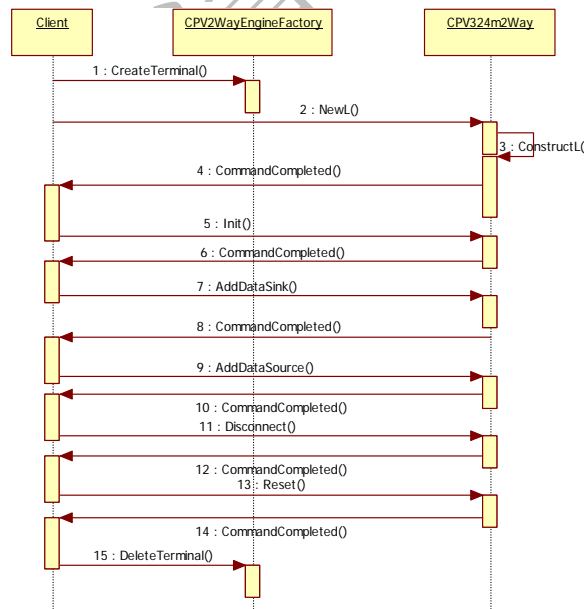 Client
CPV2WayEngineFactory
CPV324m2Way
1 : CreateTerminal()
2 : NewL()
3 : ConstructL(
4 : CommandCompleted()
5 : Init()
6 : CommandCompleted()
7 : AddDataSink()
8 : CommandCompleted()
9 : AddDataSource()
10 : CommandCompleted()
11 : Disconnect()
12 : CommandCompleted()
13 : Reset()
14 : CommandCompleted()
15 : DeleteTerminal()